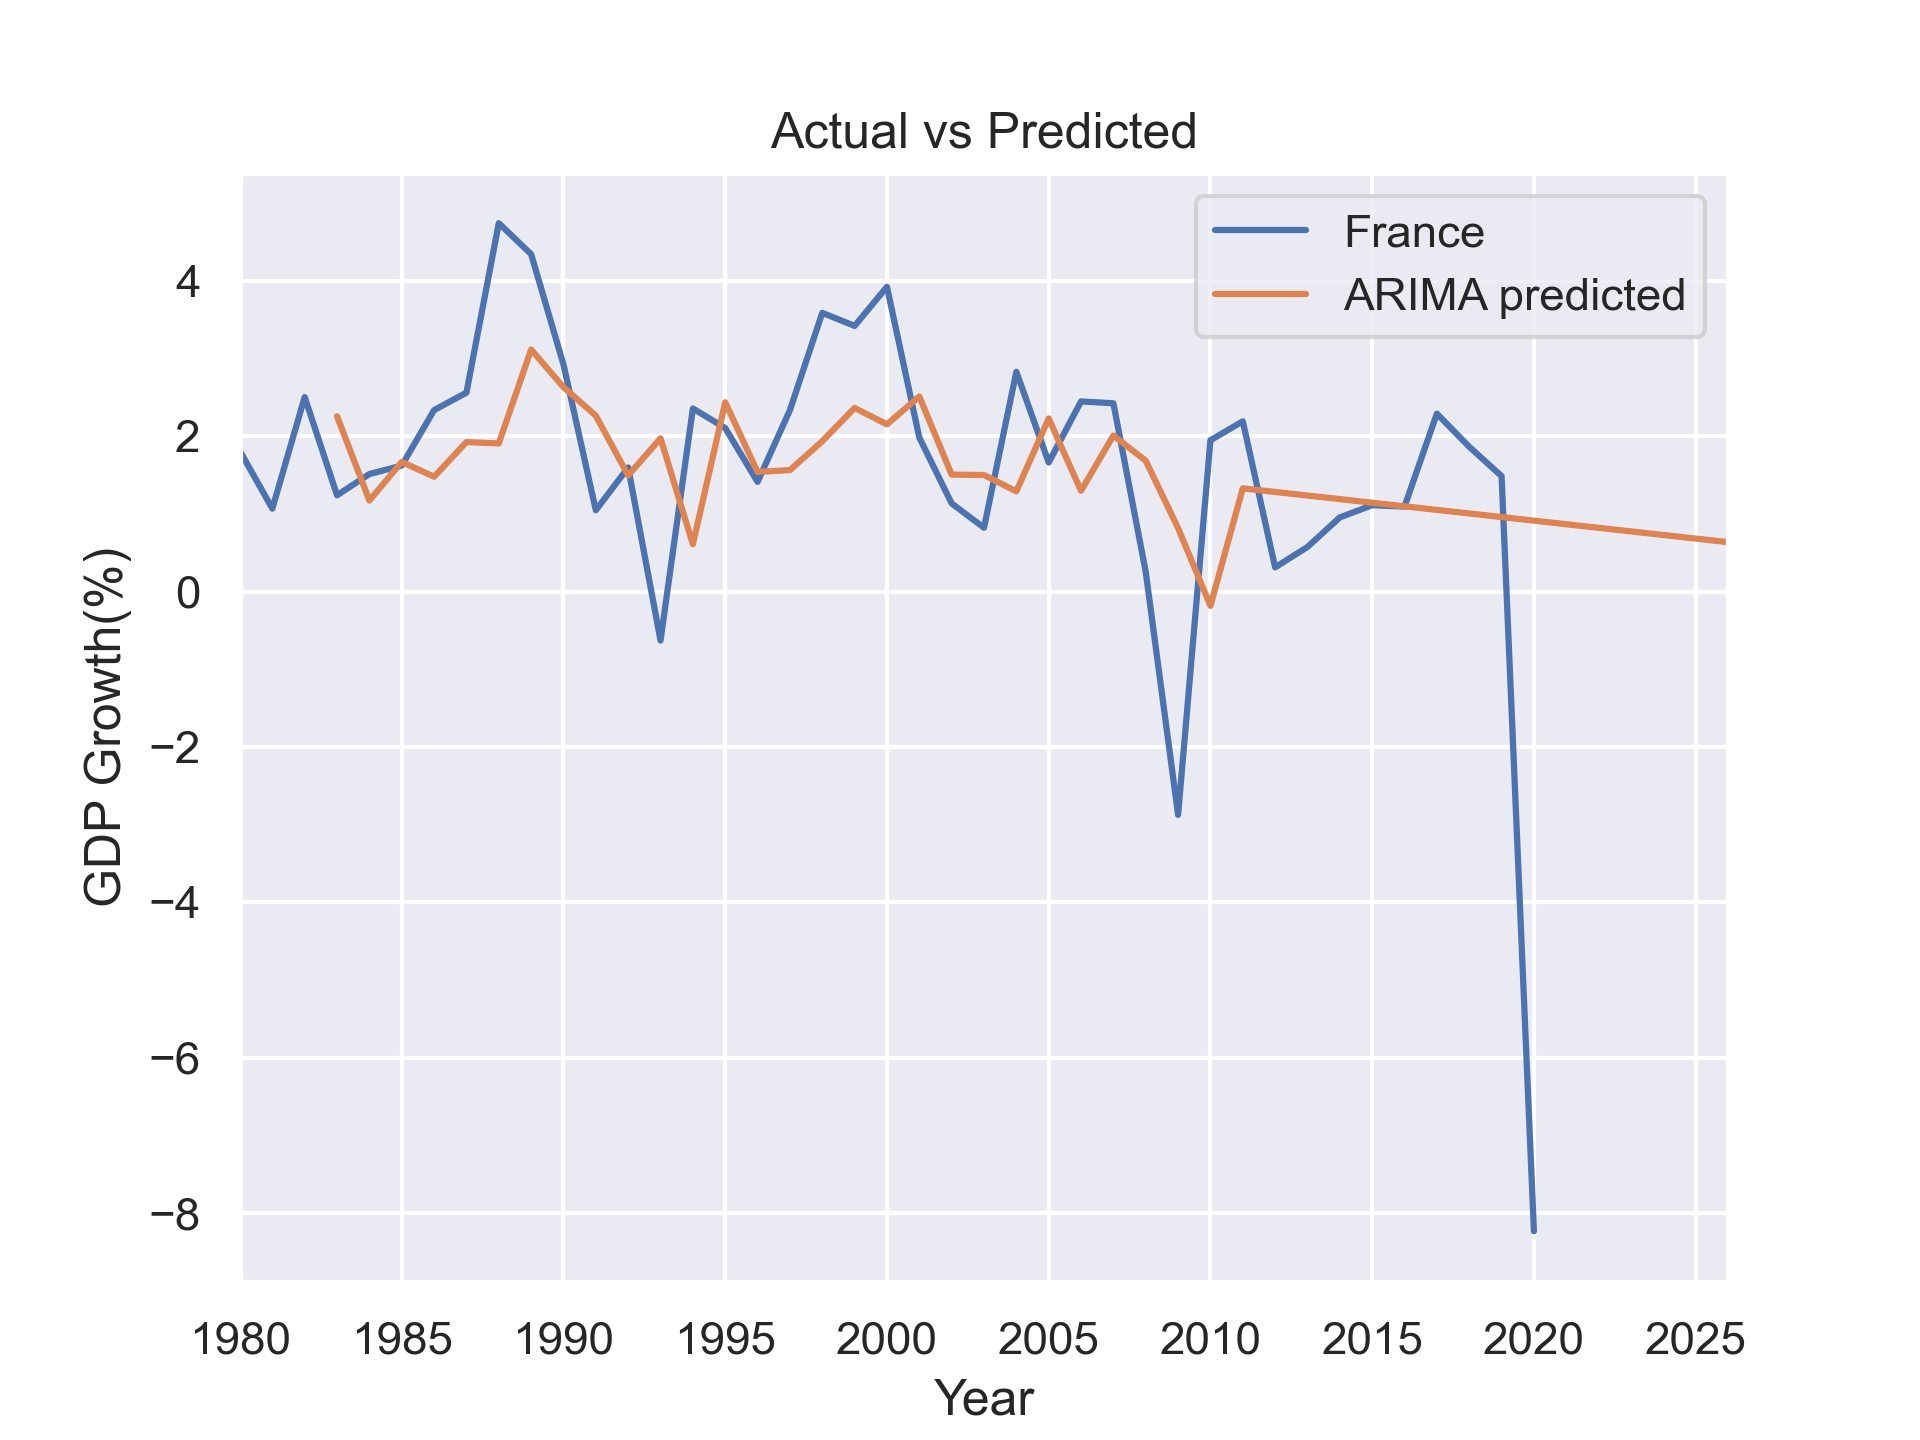 Actual vs Predicted
France
ARIMA predicted
GDP Growth(%)
4
2
0
−2
−4
−6
−8
1980 1985 1990 1995 2000 2005 2010 2015 2020 2025
Year